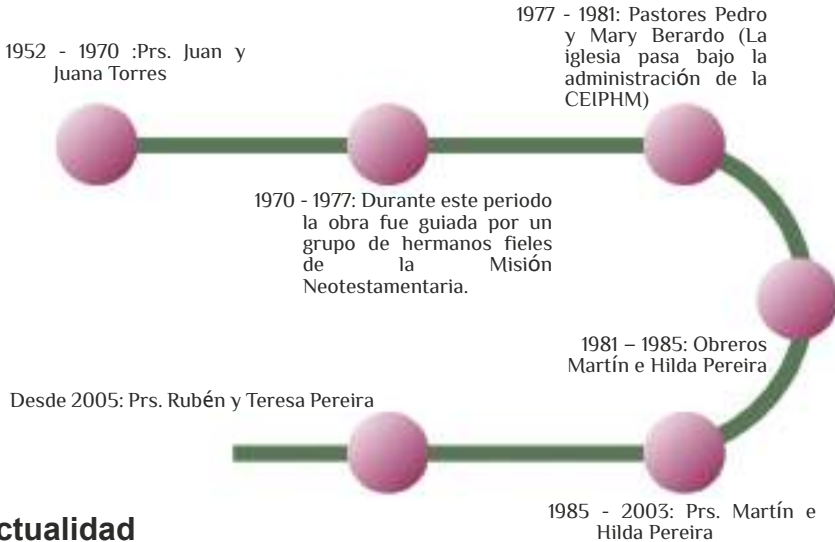 1952 - 1970 :Prs. Juan y
Juana Torres
1970 - 1977: Durante este periodo
la obra fue guiada por un
grupo de hermanos fieles
de la Misión
Neotestamentaria.
1977 - 1981: Pastores Pedro
y Mary Berardo (La
iglesia pasa bajo la
administración de la
CEIPHM)
1981 – 1985: Obreros
Martín e Hilda Pereira
1985 - 2003: Prs. Martín e
Hilda Pereira
Desde 2005: Prs. Rubén y Teresa Pereira
ctualidad